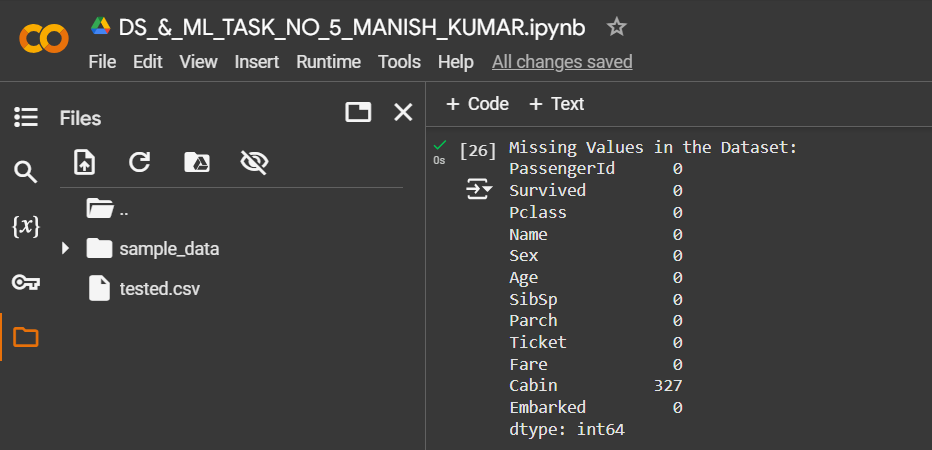 DS_&_ML_TASK_NO_5_MANISH_KUMAR.ipynb
File Edit View Insert Runtime Tools Help All changes saved
Files
..
sample_data
tested.csv
{x}
+ Code + Text
0s
[26] Missing Values in the Dataset:
PassengerId 0
Survived 0
Pclass 0
Name 0
Sex 0
Age 0
SibSp 0
Parch 0
Ticket 0
Fare 0
Cabin 327
Embarked 0
dtype: int64